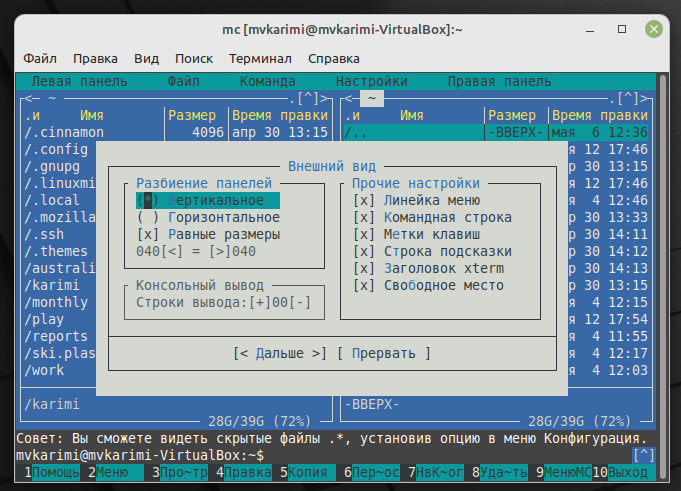 mc [mvkarimi@mvkarimi-VirtualBox]:~
Файл Правка Вид Поиск Терминал Справка
Левая панель Файл Команда Настройки Правая панель
<─ ~ .[^]> <─ ~ .[^]>
.и Имя Размер Время правки .и Имя Размер Время правки
/.cinnamon 4096 апр 30 13:15 /.. -ВВЕРХ- мая 6 12:36
/.config я 12 17:46
Внешний вид
/.gnupg р 30 13:15
/.linuxmi Разбиение панелей Прочие настройки я 12 17:46
/.local (*) Вертикальное [x] Линейка меню я 4 12:46
/.mozilla ( ) Горизонтальное [x] Командная строка р 30 13:33
/.ssh [x] Равные размеры [x] Метки клавиш р 30 14:11
/.themes 040[<] = [>]040 [x] Строка подсказки р 30 14:12
/australi [x] Заголовок xterm р 30 14:13
/karimi Консольный вывод [x] Свободное место р 30 13:15
/monthly Строки вывода:[+]00[-] я 4 12:15
/play я 12 17:54
/reports я 4 11:55
/ski.plas [< Дальше >] [ Прервать ] я 4 12:17
/work я 4 12:03
/karimi -ВВЕРХ-
28G/39G (72%) 28G/39G (72%)
Совет: Вы сможете видеть скрытые файлы .*, установив опцию в меню Конфигурация.
mvkarimi@mvkarimi-VirtualBox:~$ [^]
1Помощь 2Меню 3Про~тр 4Правка 5Копия 6Пер~ос 7НвК~ог 8Уда~ть 9МенюMC 10Выход